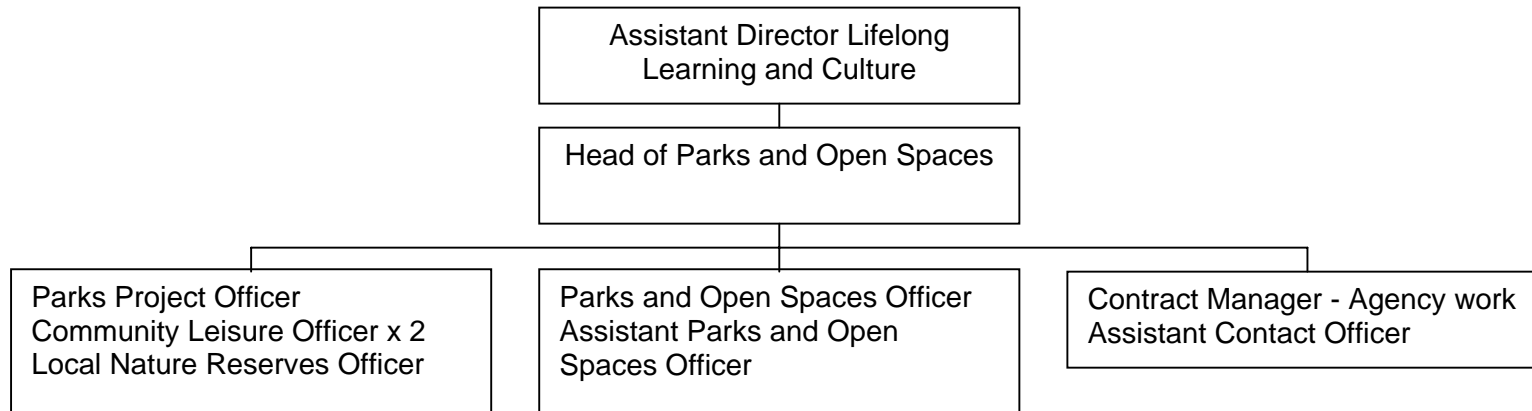 Assistant Director Lifelong
Learning and Culture
Head of Parks and Open Spaces
Parks Project Officer
Community Leisure Officer x 2
Local Nature Reserves Officer
Parks and Open Spaces Officer
Assistant Parks and Open
Spaces Officer
Contract Manager - Agency work
Assistant Contact Officer